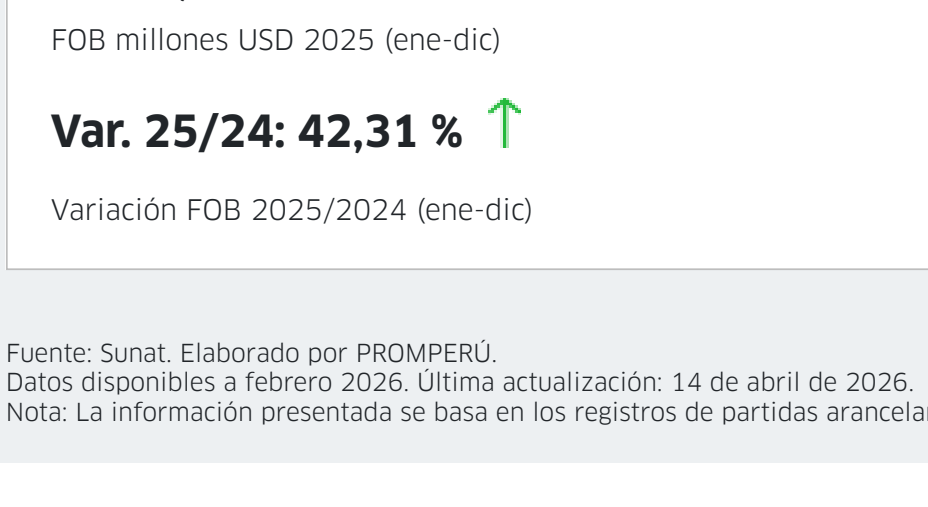 FOB millones USD 2025 (ene-dic)
Var. 25/24: 42,31 %
Variación FOB 2025/2024 (ene-dic)
Fuente: Sunat. Elaborado por PROMPERÚ.
Datos disponibles a febrero 2026. Última actualización: 14 de abril de 2026.
Nota: La información presentada se basa en los registros de partidas